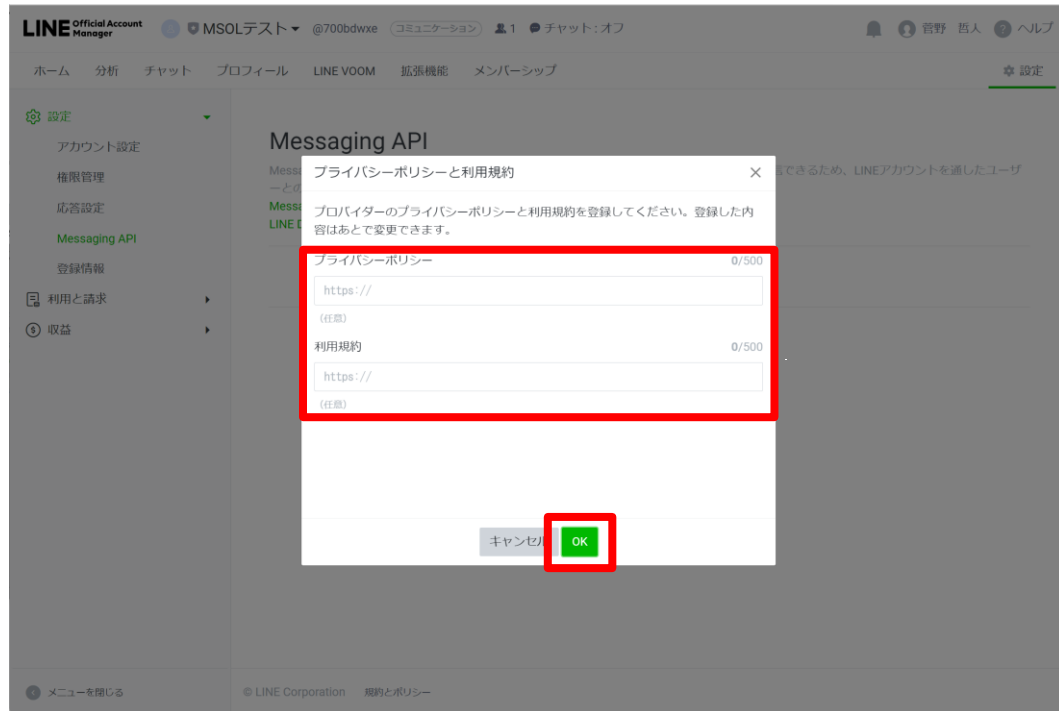 LINE Official Account Manager
MSOLテスト @700bdwxe コミュニケーション 1 チャット:オフ 菅野 哲人 ヘルプ
ホーム 分析 チャット プロフィール LINE VOOM 拡張機能 メンバーシップ 設定
設定
アカウント設定
権限管理
応答設定
Messaging API
登録情報
利用と請求
収益
Messaging API
Mess
できるため、LINEアカウントを通したユーザ
ーとの
Messa
LINE D
プライバシーポリシーと利用規約
プロバイダーのプライバシーポリシーと利用規約を登録してください。登録した内
容はあとで変更できます。
プライバシーポリシー 0/500
https://
(任意)
利用規約 0/500
https://
(任意)
キャンセル OK
メニューを閉じる
© LINE Corporation 規約とポリシー